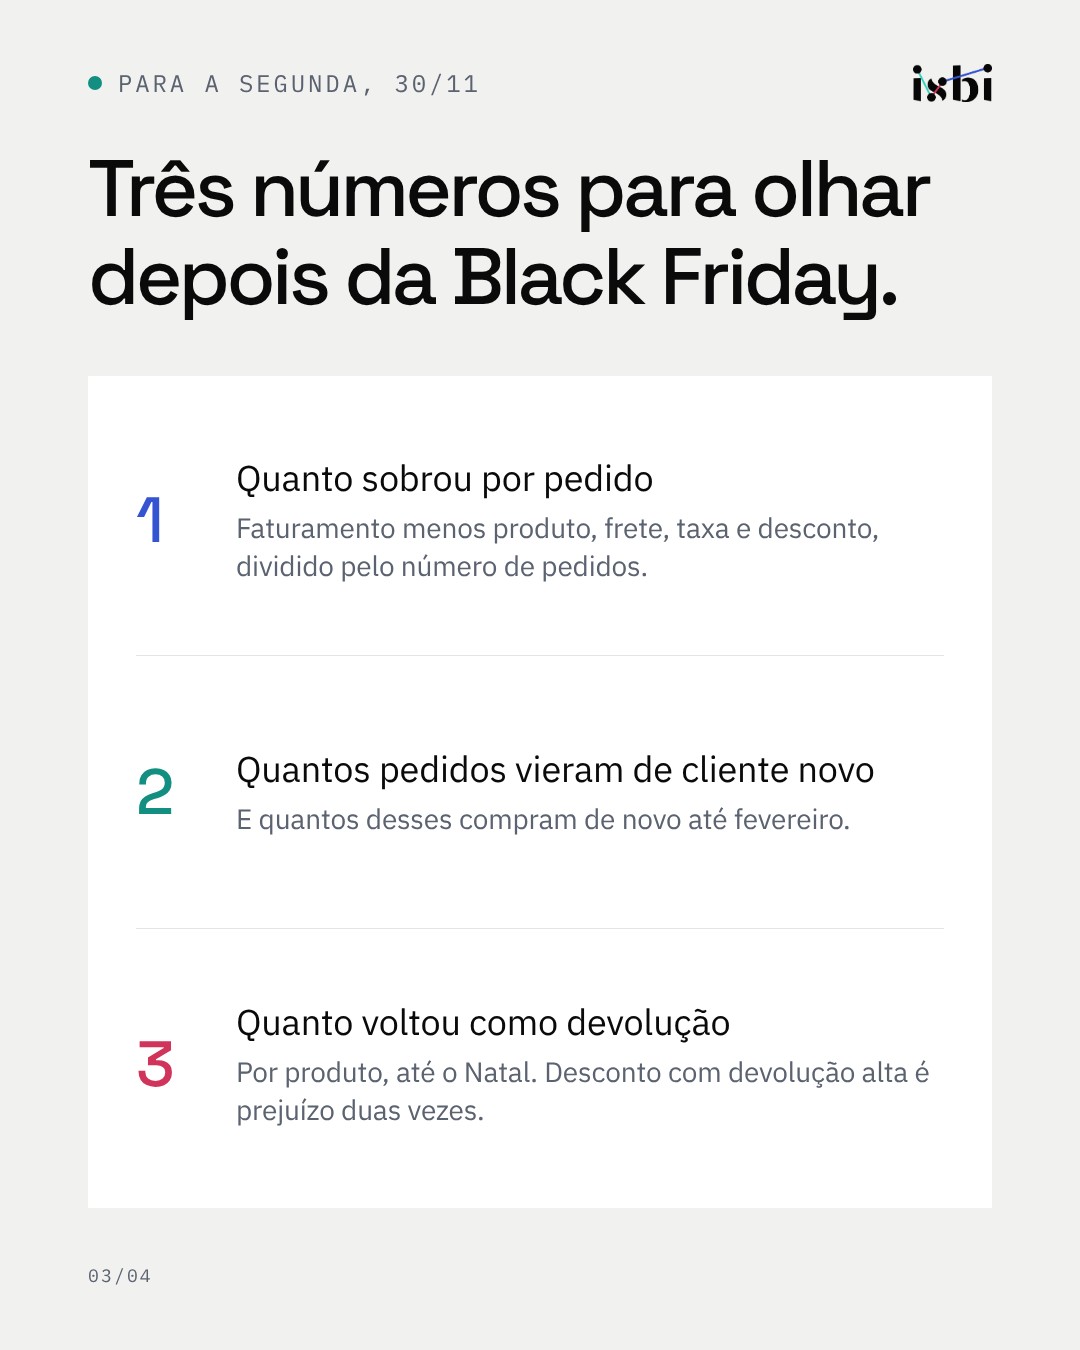 PARA A SEGUNDA, 30/11
ixbi
Três números para olhar
depois da Black Friday.
1
Quanto sobrou por pedido
Faturamento menos produto, frete, taxa e desconto,
dividido pelo número de pedidos.
2
Quantos pedidos vieram de cliente novo
E quantos desses compram de novo até fevereiro.
3
Quanto voltou como devolução
Por produto, até o Natal. Desconto com devolução alta é
prejuízo duas vezes.
03/04